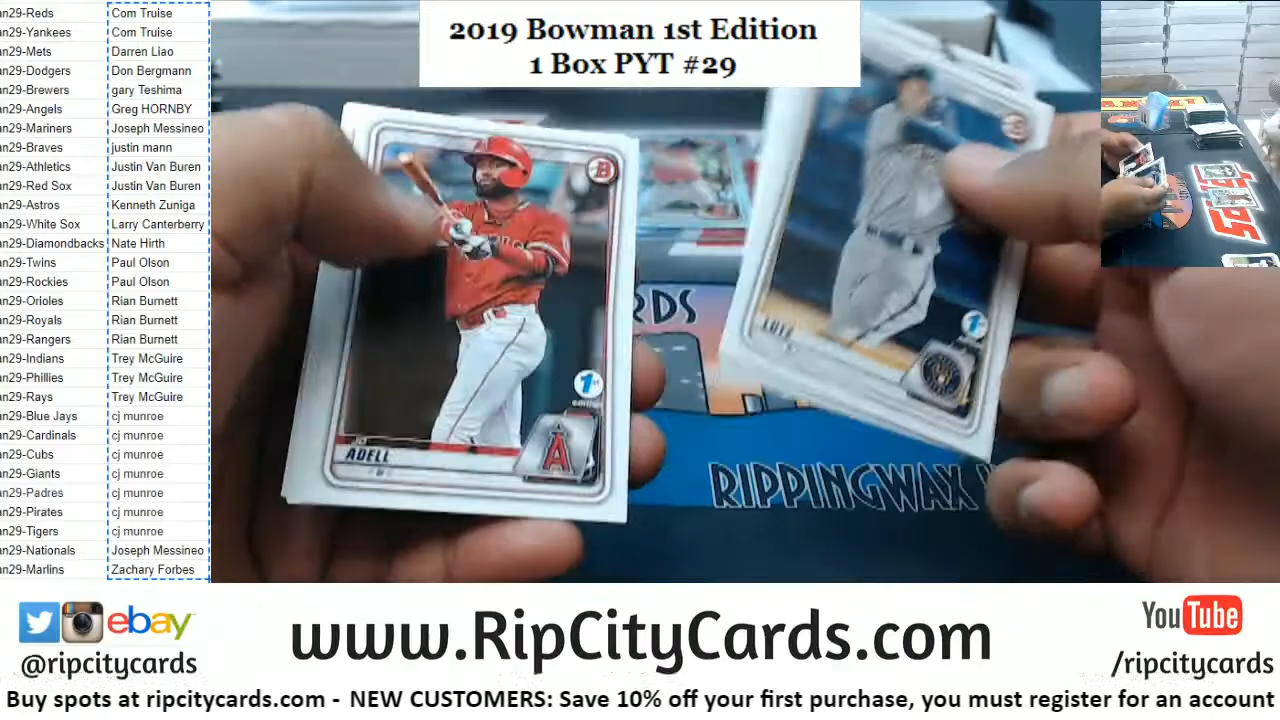 2019 Bowman 1st Edition
1 Box PYT #29
an29-Reds Com Truise
an29-Yankees Com Truise
an29-Mets Darren Liao
an29-Dodgers Don Bergmann
an29-Brewers gary Teshima
an29-Angels Greg HORNBY
an29-Mariners Joseph Messineo
an29-Braves justin mann
an29-Athletics Justin Van Buren
an29-Red Sox Justin Van Buren
an29-Astros Kenneth Zuniga
an29-White Sox Larry Canterberry
an29-Diamondbacks Nate Hirth
an29-Twins Paul Olson
an29-Rockies Paul Olson
an29-Orioles Rian Burnett
an29-Royals Rian Burnett
an29-Rangers Rian Burnett
an29-Indians Trey McGuire
an29-Phillies Trey McGuire
an29-Rays Trey McGuire
an29-Blue Jays cj munroe
an29-Cardinals cj munroe
an29-Cubs cj munroe
an29-Giants cj munroe
an29-Padres cj munroe
an29-Pirates cj munroe
an29-Tigers cj munroe
an29-Nationals Joseph Messineo
an29-Marlins Zachary Forbes
B
1st
edition
JO
ADELL
A
LUTZ
1st
RDS
RIPPINGWAX
ebay
@ripcitycards
www.RipCityCards.com
YouTube
/ripcitycards
Buy spots at ripcitycards.com - NEW CUSTOMERS: Save 10% off your first purchase, you must register for an account